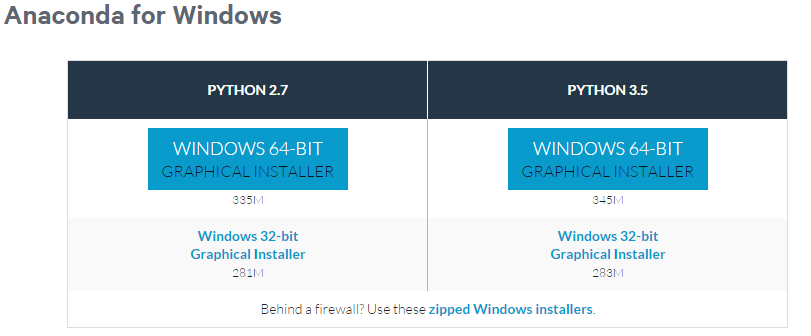 Anaconda for Windows
PYTHON 2.7
PYTHON 3.5
WINDOWS 64-BIT
GRAPHICAL INSTALLER
335M
WINDOWS 64-BIT
GRAPHICAL INSTALLER
345M
Windows 32-bit
Graphical Installer
281M
Windows 32-bit
Graphical Installer
283M
Behind a firewall? Use these zipped Windows installers.